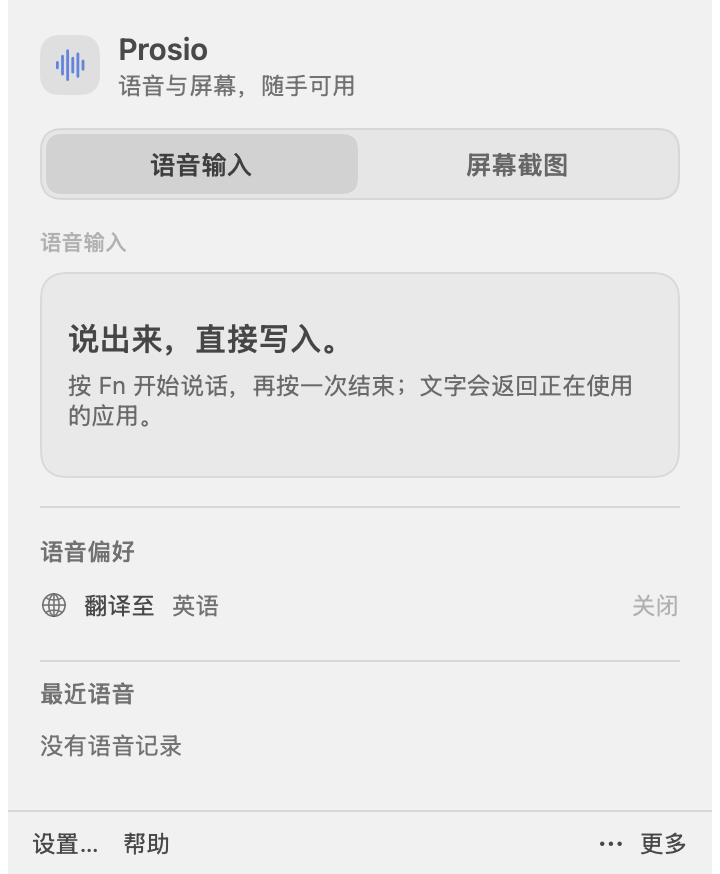 Prosio
语音与屏幕，随手可用
语音输入
屏幕截图
语音输入
说出来，直接写入。
按 Fn 开始说话，再按一次结束；文字会返回正在使用
的应用。
语音偏好
翻译至 英语 关闭
最近语音
没有语音记录
设置... 帮助 ··· 更多